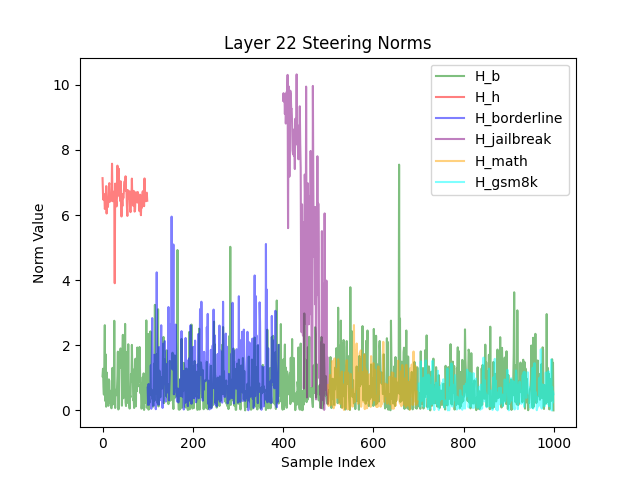 Layer 22 Steering Norms
Norm Value
10
8
6
4
2
0
0
200
400
600
800
1000
Sample Index
H_b
H_h
H_borderline
H_jailbreak
H_math
H_gsm8k